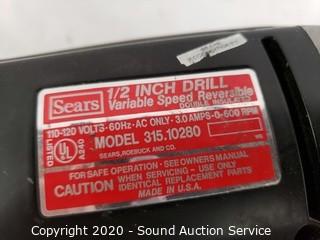 Sears
1/2 INCH DRILL
Variable Speed Reversible
DOUBLE INSULATED
110-120 VOLTS-60Hz-AC ONLY-3.0 AMPS-0-600 RPM
LISTED
UL
A240
MODEL 315.10280
SEARS, ROEBUCK AND CO.
CAUTION
FOR SAFE OPERATION-SEE OWNERS MANUAL
WHEN SERVICING USE ONLY
IDENTICAL REPLACEMENT PARTS
MADE IN U.S.A.
Copyright 2020 - Sound Auction Service